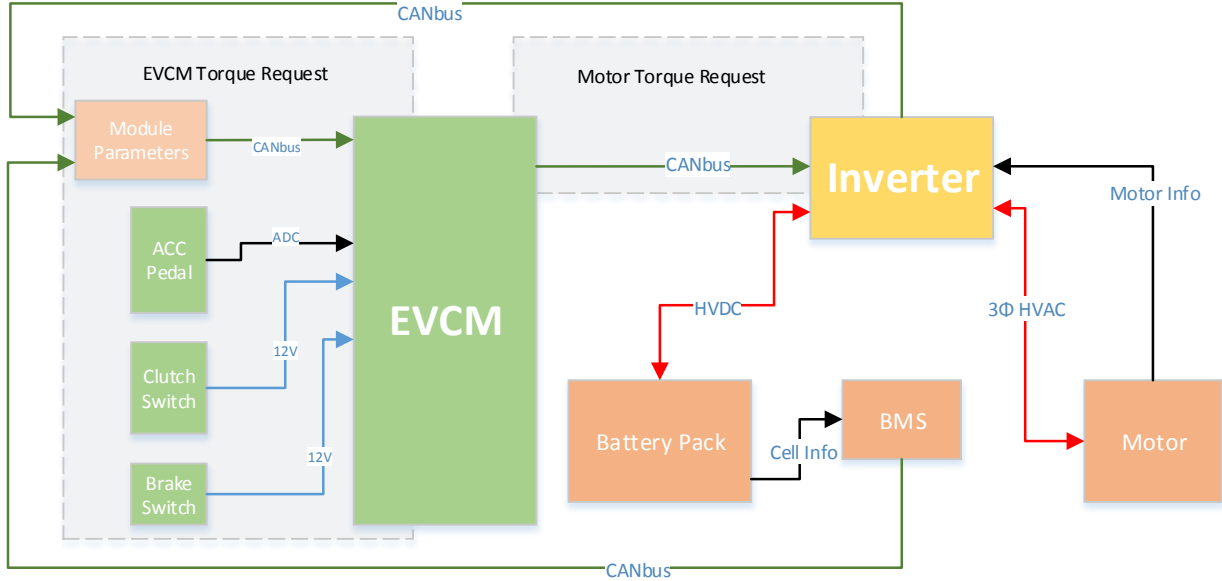 CANbus
EVCM Torque Request
Motor Torque Request
Module
Parameters
CANbus
CANbus
Inverter
Motor Info
ACC
Pedal
ADC
EVCM
HVDC
3Φ HVAC
12V
Clutch
Switch
Battery Pack
BMS
Motor
Cell Info
12V
Brake
Switch
CANbus